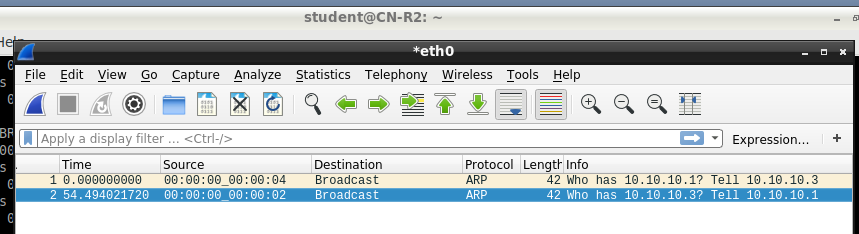 student@CN-R2: ~
Help
*eth0
File Edit View Go Capture Analyze Statistics Telephony Wireless Tools Help
Apply a display filter ... <Ctrl-/> Expression... +
Time Source Destination Protocol Length Info
1 0.000000000 00:00:00_00:00:04 Broadcast ARP 42 Who has 10.10.10.1? Tell 10.10.10.3
2 54.494021720 00:00:00_00:00:02 Broadcast ARP 42 Who has 10.10.10.3? Tell 10.10.10.1